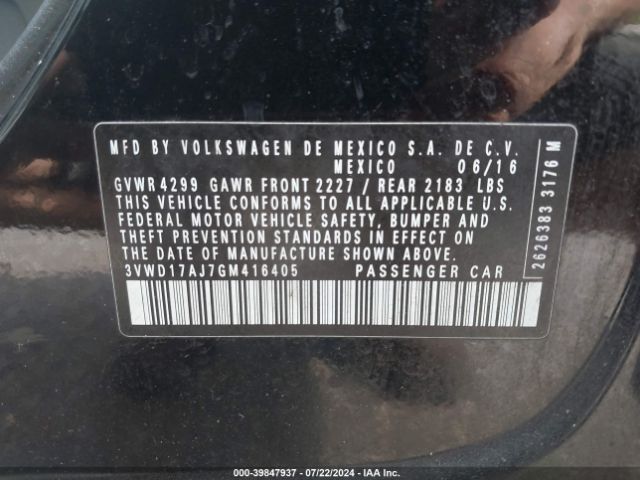 MFD BY VOLKSWAGEN DE MEXICO S.A. DE C.V.
MEXICO 06/16
GVWR 4299 GAWR FRONT 2227 / REAR 2183 LBS
THIS VEHICLE CONFORMS TO ALL APPLICABLE U.S.
FEDERAL MOTOR VEHICLE SAFETY, BUMPER AND
THEFT PREVENTION STANDARDS IN EFFECT ON
THE DATE OF MANUFACTURE SHOWN ABOVE.
3VWD17AJ7GM416405 PASSENGER CAR
2626383 3176 M
000-39847937 - 07/22/2024 - IAA Inc.